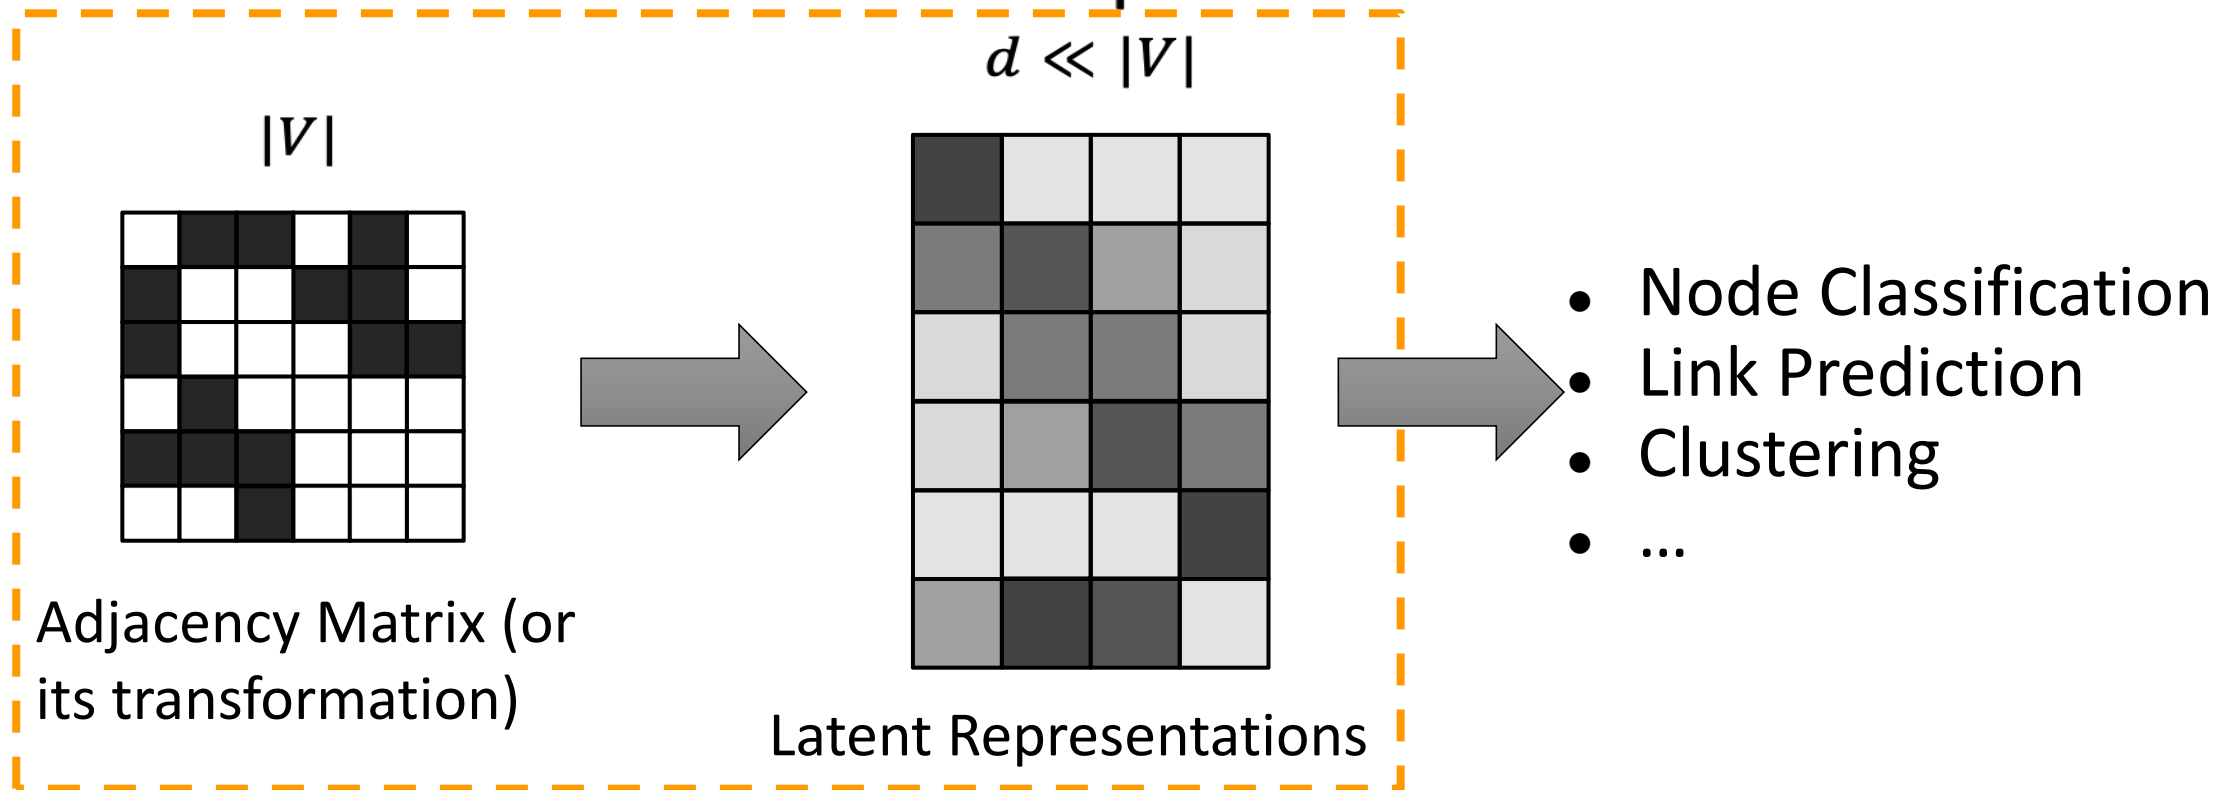 d ≪ |V|
|V|
Adjacency Matrix (or
its transformation)
Latent Representations
• Node Classification
• Link Prediction
• Clustering
• ...